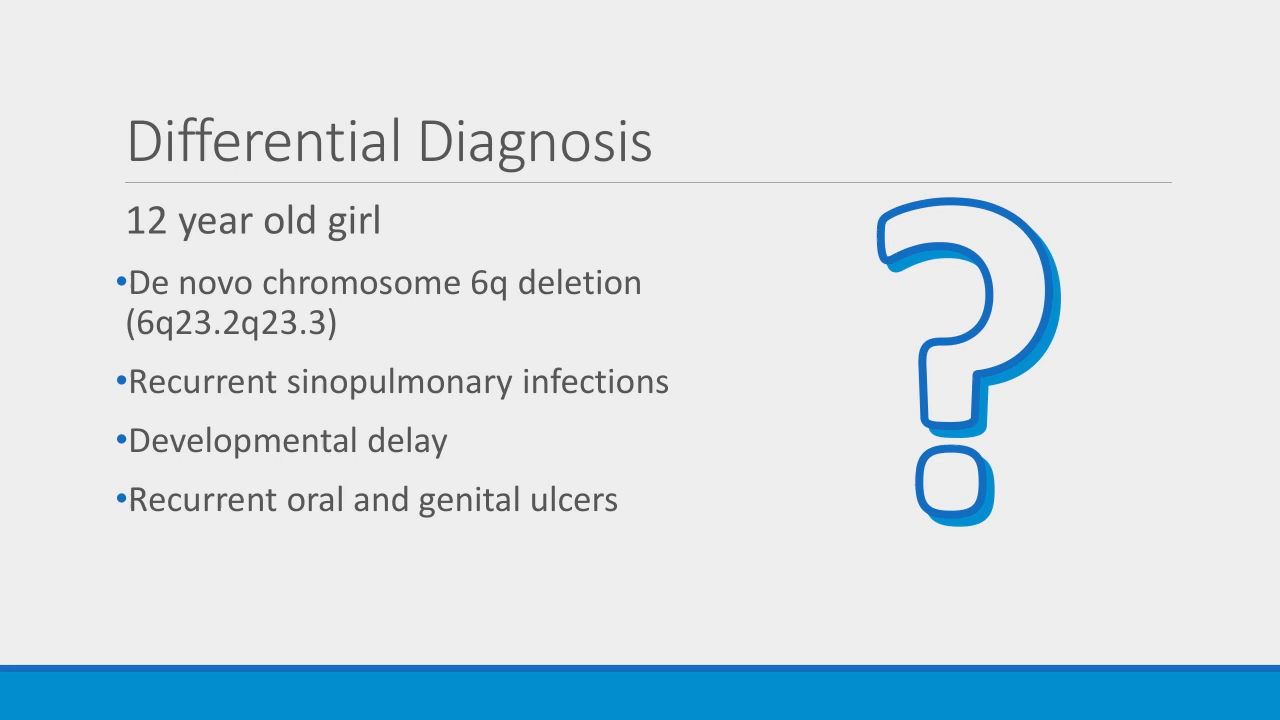 Differential Diagnosis
12 year old girl
•De novo chromosome 6q deletion
(6q23.2q23.3)
•Recurrent sinopulmonary infections
•Developmental delay
•Recurrent oral and genital ulcers
?